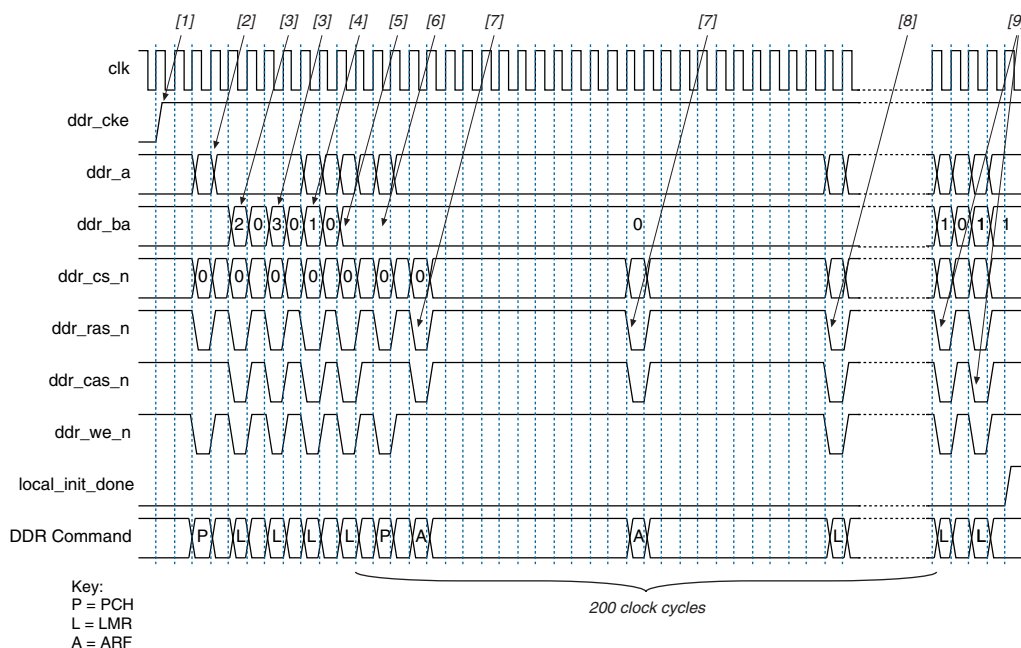 [1] [2] [3] [3] [4] [5] [6] [7] [7] [8] [9
clk
ddr_cke
ddr_a
ddr_ba 2 0 3 0 1 0 0 1 0 1 1
ddr_cs_n 0 0 0 0 0 0 0
ddr_ras_n
ddr_cas_n
ddr_we_n
local_init_done
DDR Command P L L L L P A A L L L
200 clock cycles
Key:
P = PCH
L = LMR
A = ARF